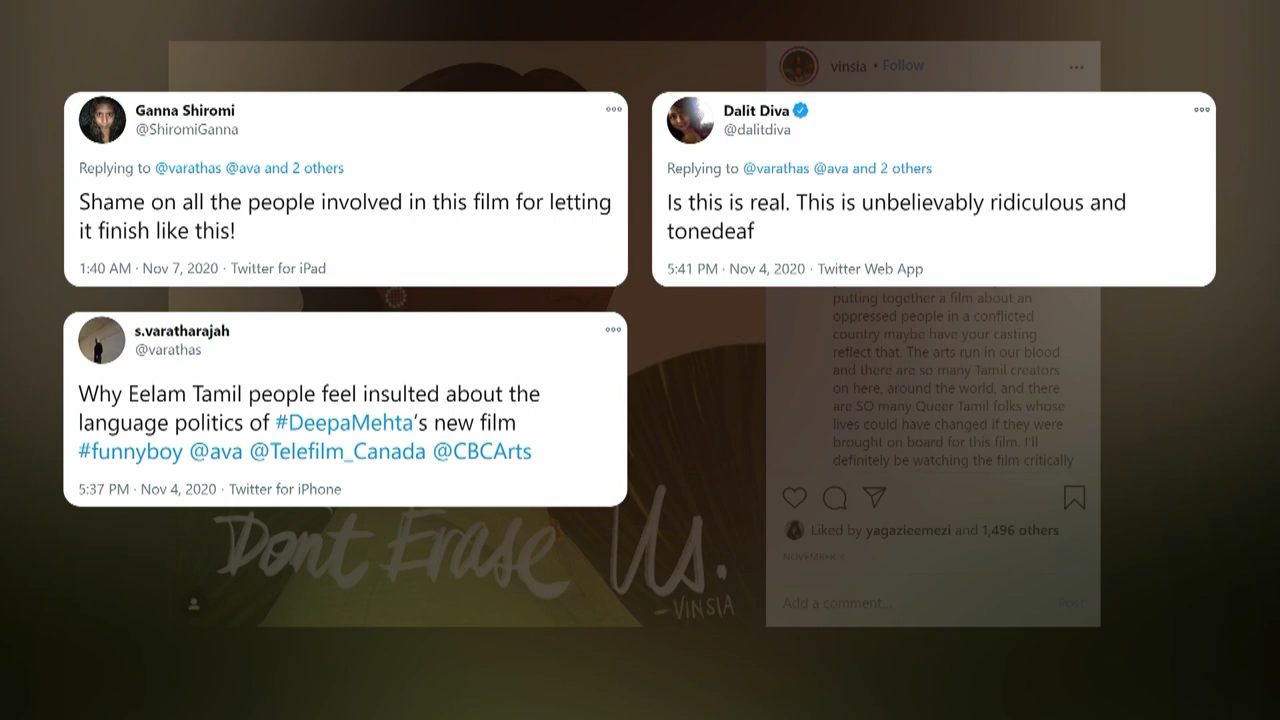 vinsia • Follow
Ganna Shiromi
@ShiromiGanna
Replying to @varathas @ava and 2 others
Shame on all the people involved in this film for letting
it finish like this!
1:40 AM · Nov 7, 2020 · Twitter for iPad
Dalit Diva
@dalitdiva
Replying to @varathas @ava and 2 others
Is this is real. This is unbelievably ridiculous and
tonedeaf
5:41 PM · Nov 4, 2020 · Twitter Web App
s.varatharajah
@varathas
Why Eelam Tamil people feel insulted about the
language politics of #DeepaMehta's new film
#funnyboy @ava @Telefilm_Canada @CBCArts
5:37 PM · Nov 4, 2020 · Twitter for iPhone
putting together a film about an
oppressed people in a conflicted
country maybe have your casting
reflect that. The arts run in our blood
and there are so many Tamil creators
on here, around the world, and there
are SO many Queer Tamil folks whose
lives could have changed if they were
brought on board for this film. I'll
definitely be watching the film critically
Liked by yagazieemezi and 1,496 others
Add a comment...
Post
Dont Erase Us.
-VINSIA